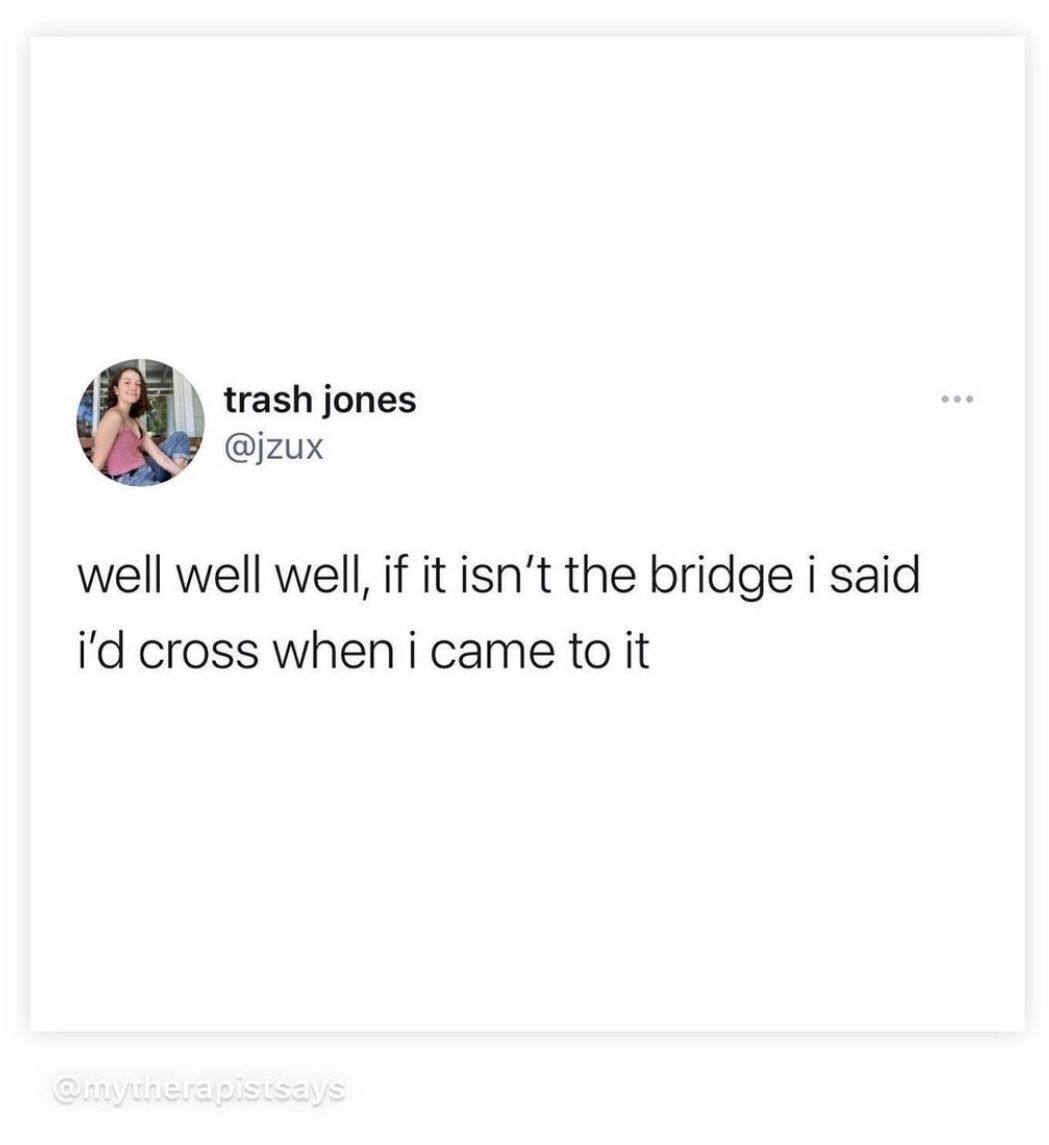 trash jones
@jzux
well well well, if it isn’t the bridge i said
i’d cross when i came to it
@mytherapistsays